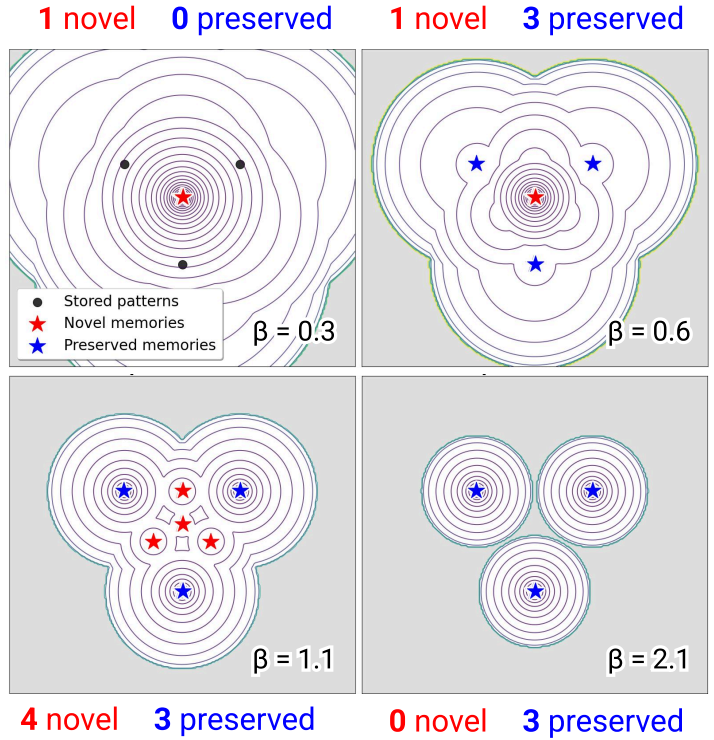 1 novel 0 preserved
1 novel 3 preserved
Stored patterns
Novel memories
Preserved memories
β = 0.3
β = 0.6
β = 1.1
β = 2.1
4 novel 3 preserved
0 novel 3 preserved